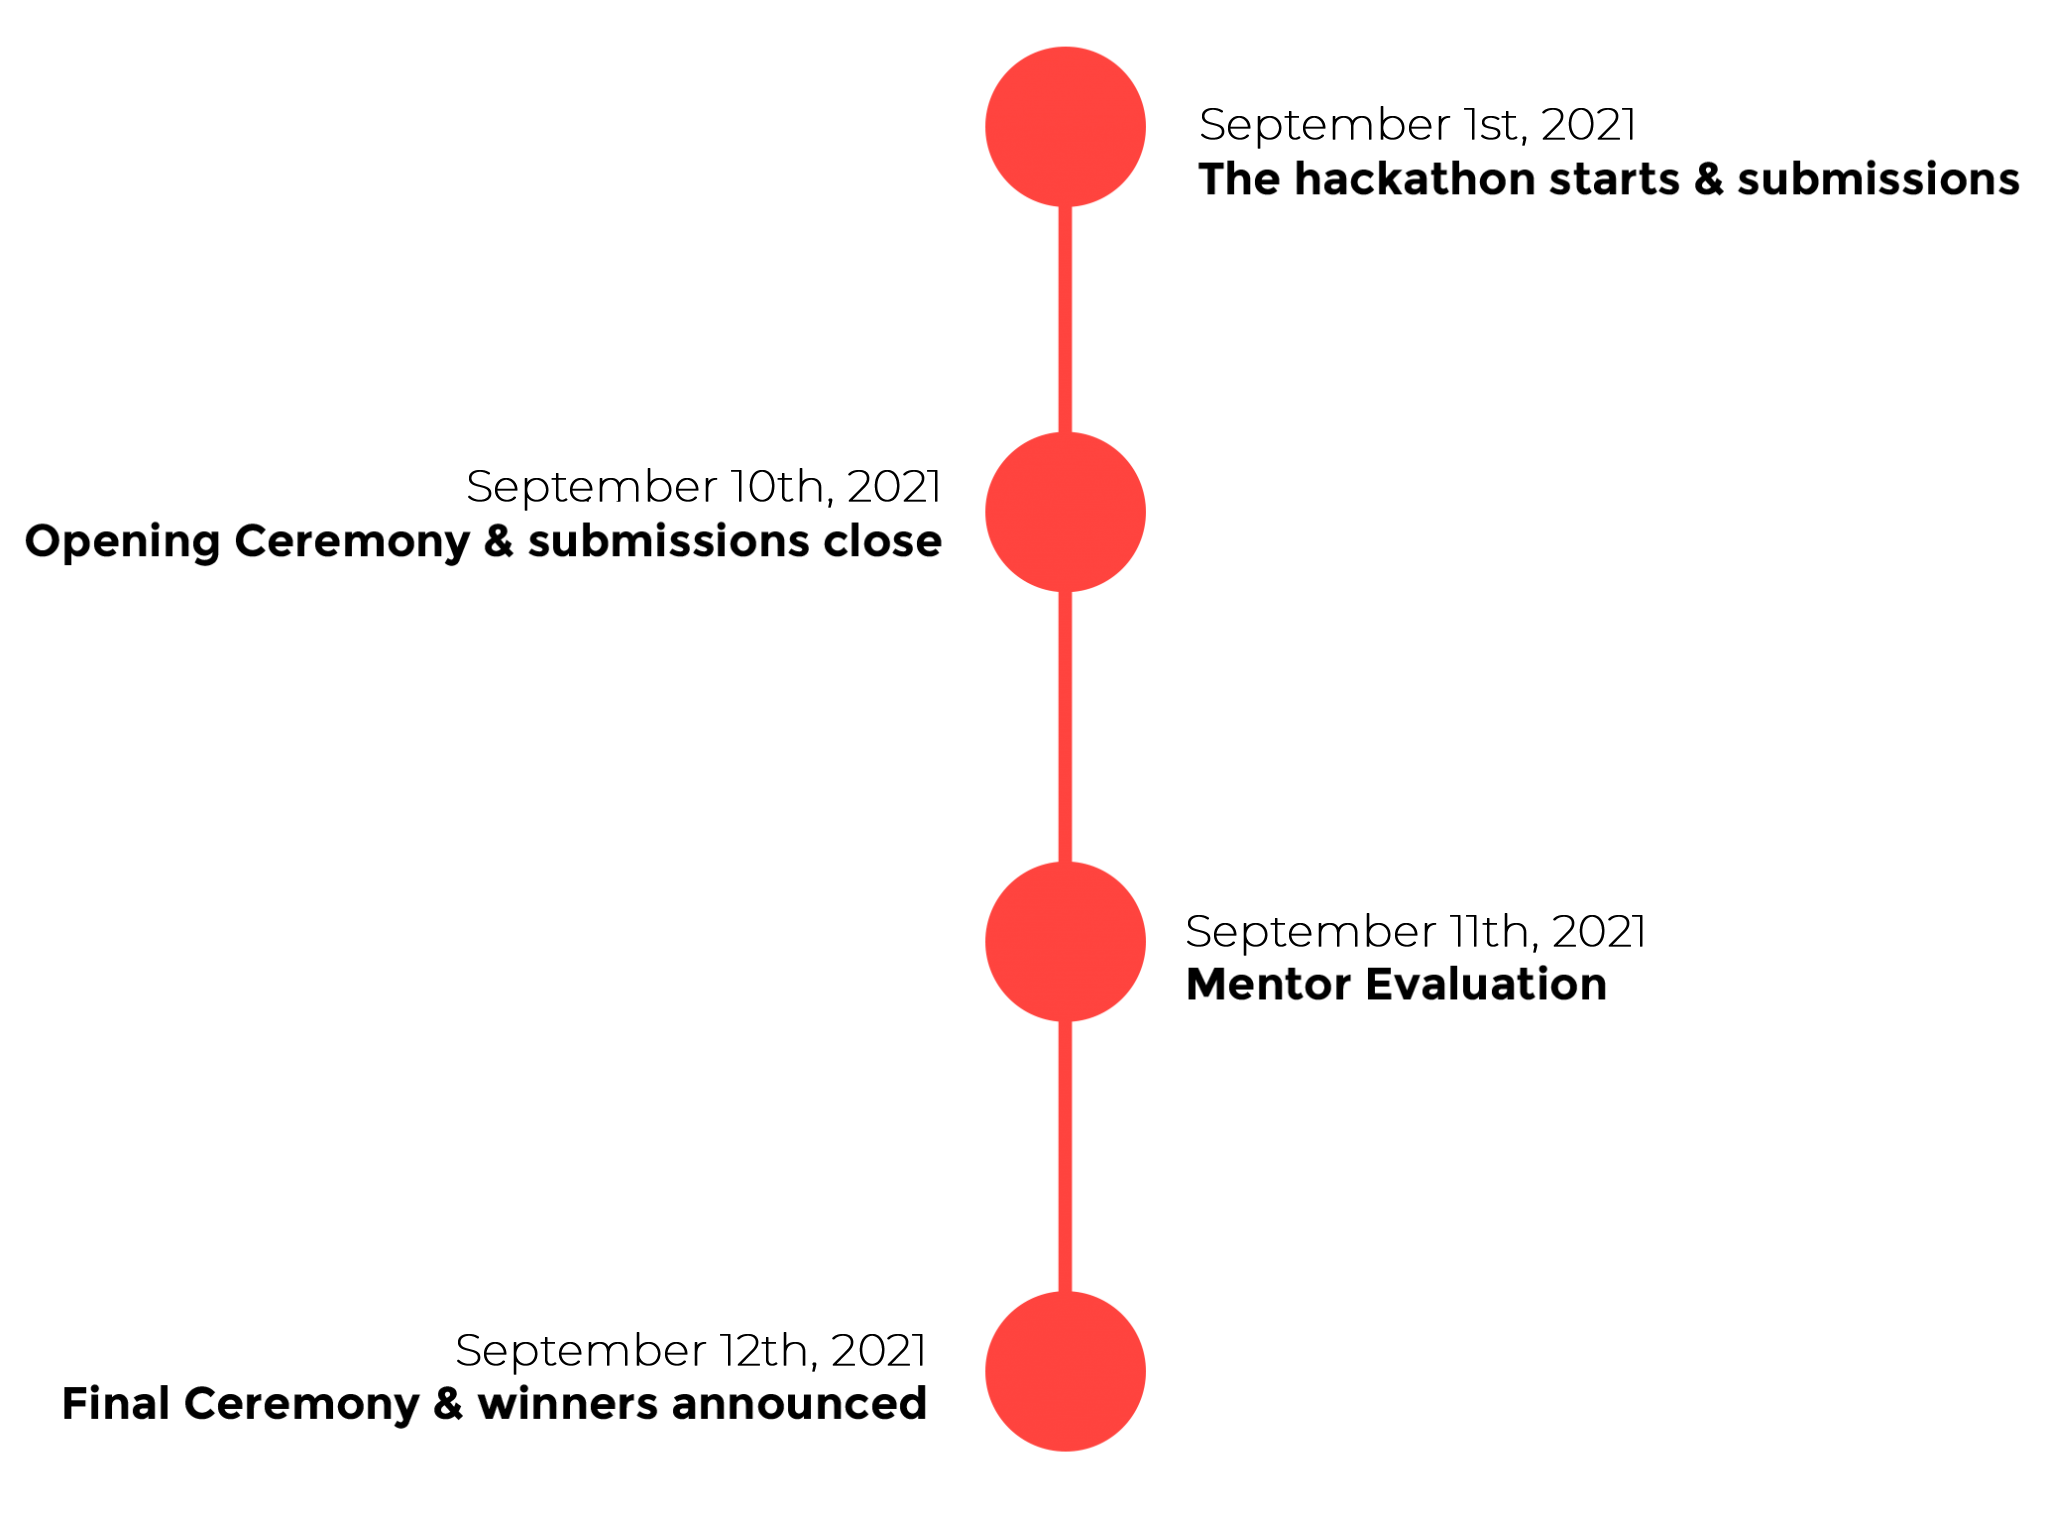 September 1st, 2021
The hackathon starts & submissions
September 10th, 2021
Opening Ceremony & submissions close
September 11th, 2021
Mentor Evaluation
September 12th, 2021
Final Ceremony & winners announced